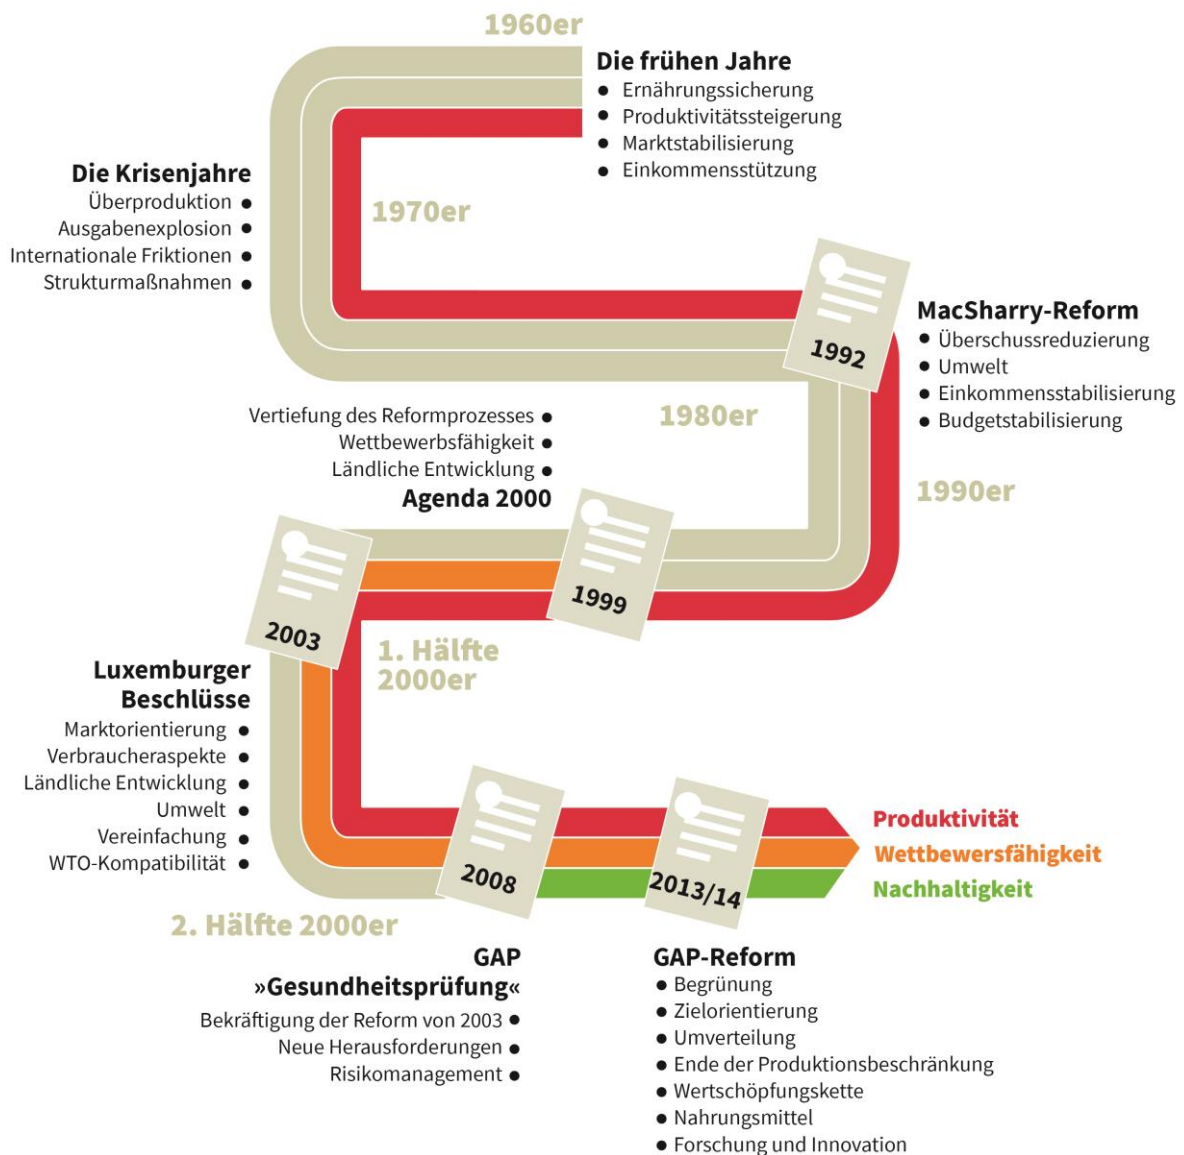 1960er
Die frühen Jahre
● Ernährungssicherung
● Produktivitätssteigerung
● Marktstabilisierung
● Einkommensstützung
Die Krisenjahre
Überproduktion ●
Ausgabenexplosion ●
Internationale Friktionen ●
Strukturmaßnahmen ●
1970er
1992
MacSharry-Reform
● Überschussreduzierung
● Umwelt
● Einkommensstabilisierung
● Budgetstabilisierung
1980er
1990er
Vertiefung des Reformprozesses ●
Wettbewerbsfähigkeit ●
Ländliche Entwicklung ●
Agenda 2000
1999
2003
1. Hälfte
2000er
Luxemburger
Beschlüsse
Marktorientierung ●
Verbraucheraspekte ●
Ländliche Entwicklung ●
Umwelt ●
Vereinfachung ●
WTO-Kompatibilität ●
2008
2013/14
Produktivität
Wettbewersfähigkeit
Nachhaltigkeit
2. Hälfte 2000er
GAP
»Gesundheitsprüfung«
Bekräftigung der Reform von 2003 ●
Neue Herausforderungen ●
Risikomanagement ●
GAP-Reform
● Begrünung
● Zielorientierung
● Umverteilung
● Ende der Produktionsbeschränkung
● Wertschöpfungskette
● Nahrungsmittel
● Forschung und Innovation